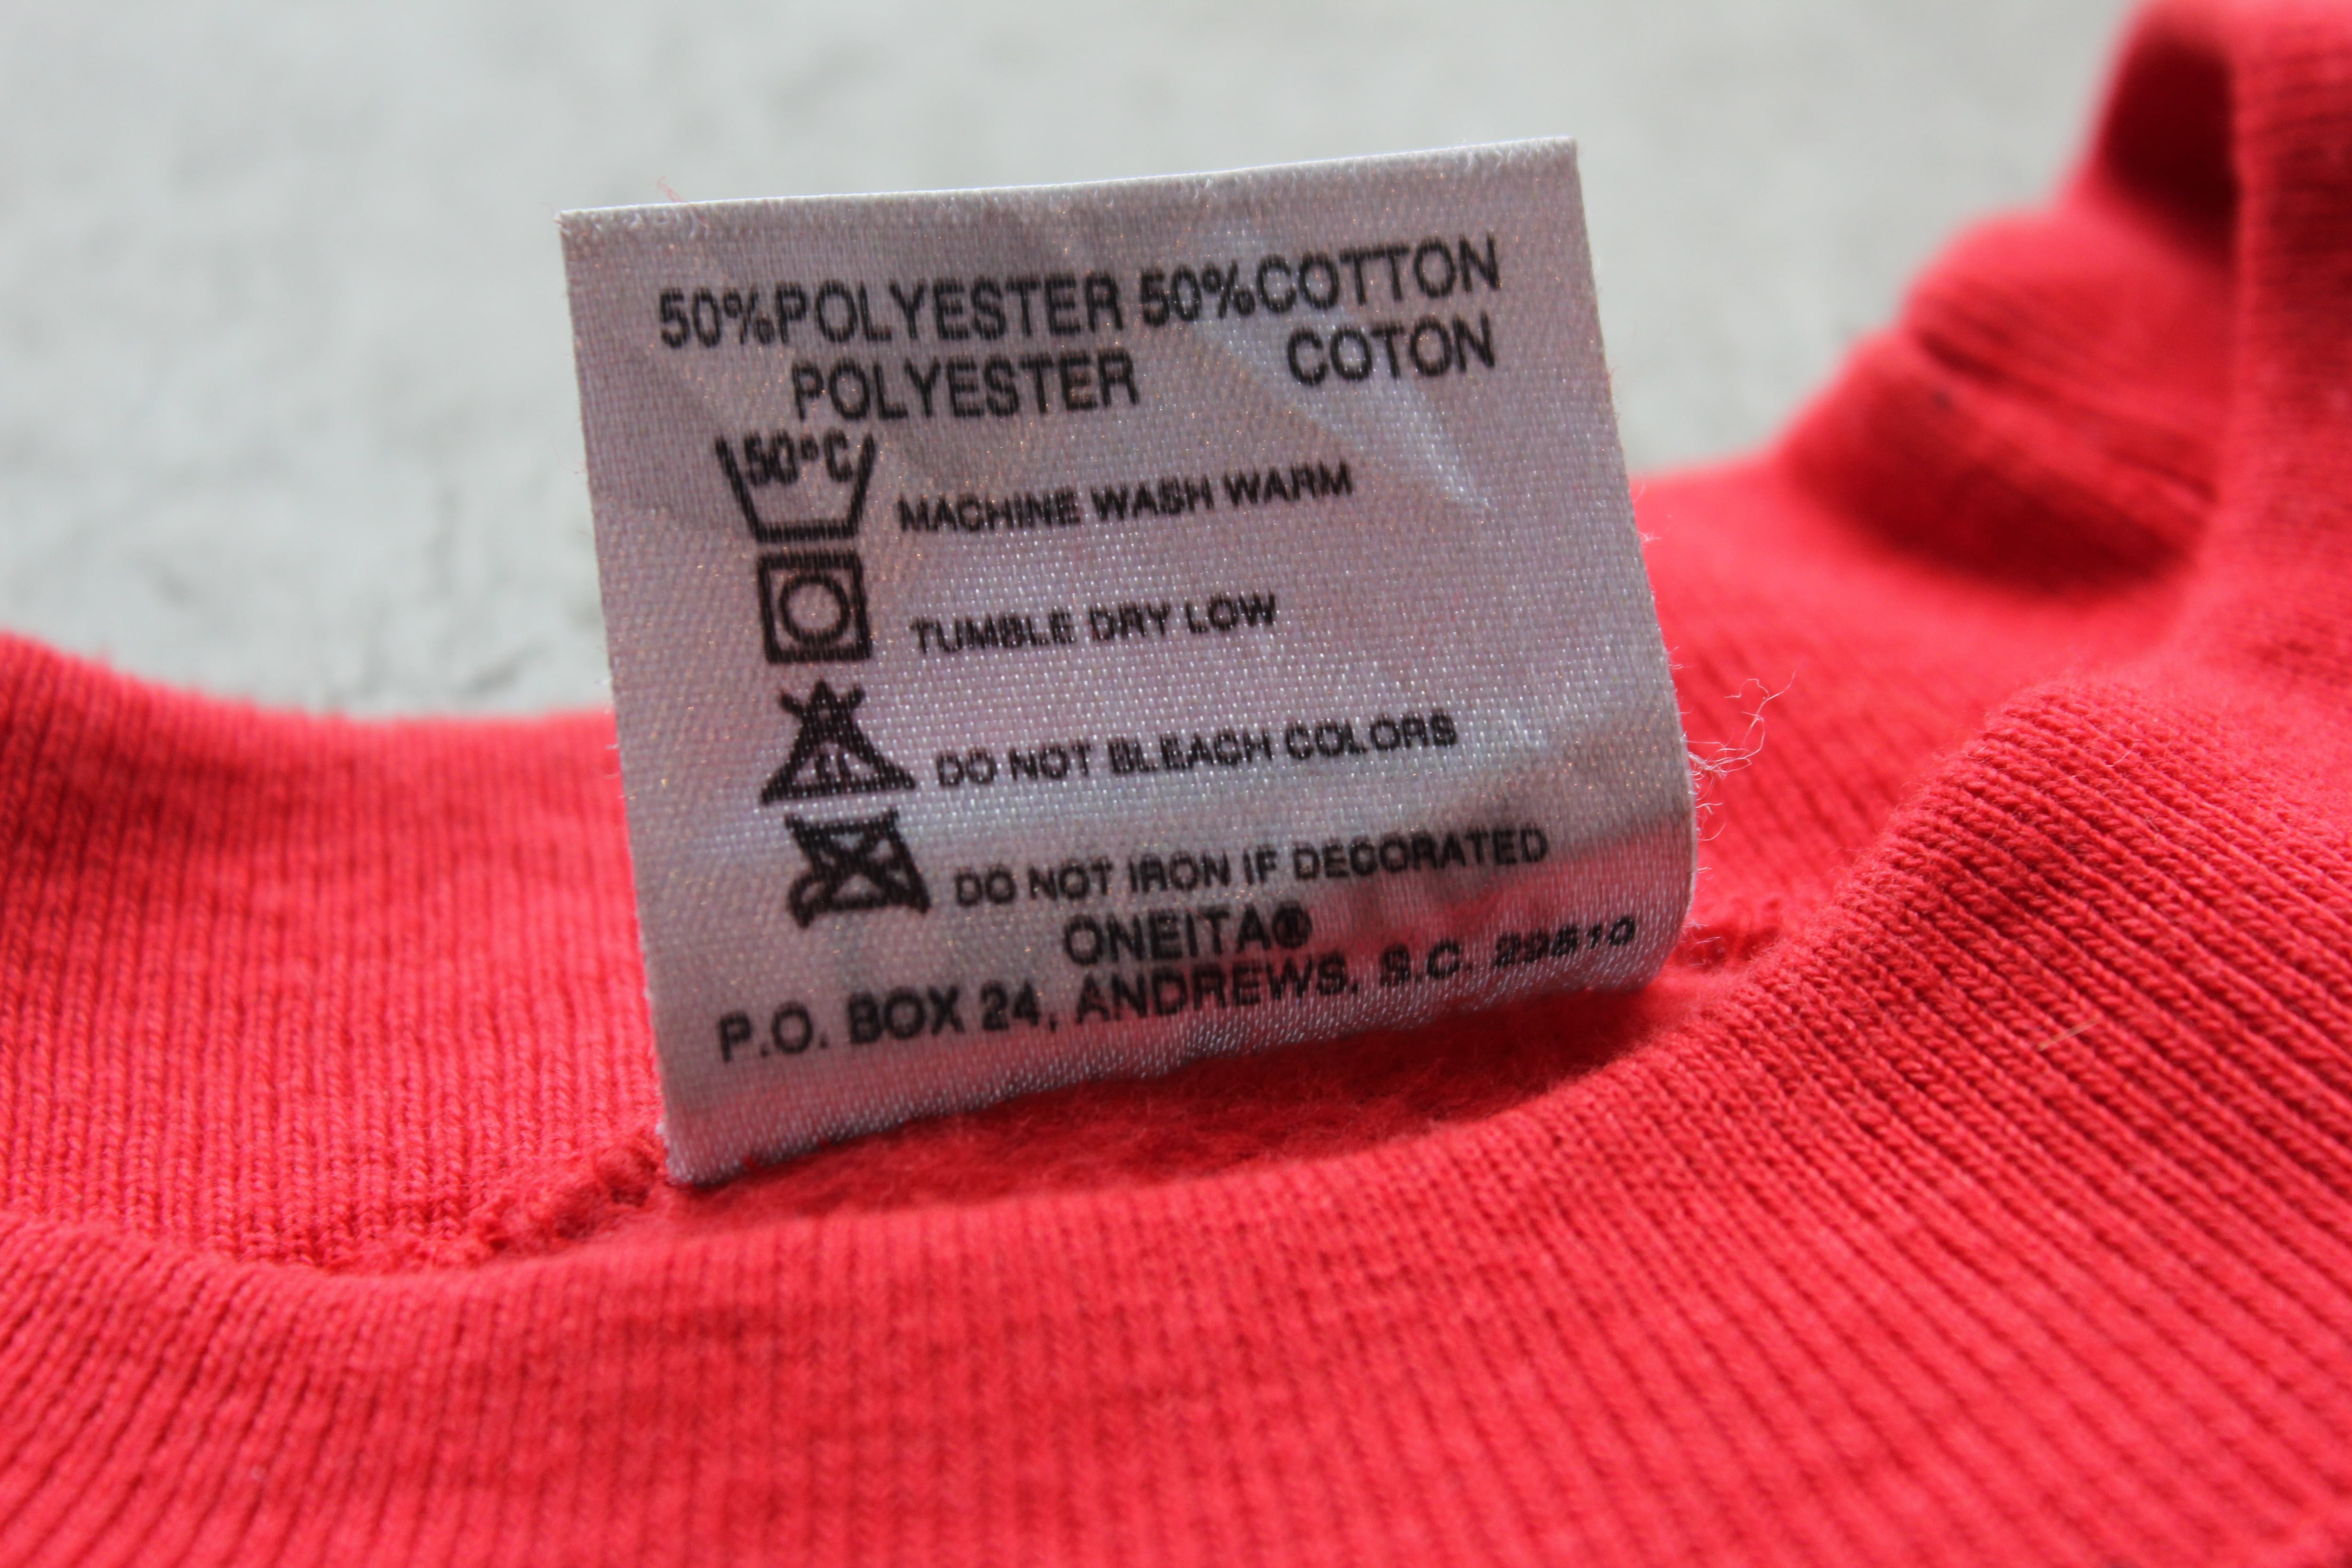 50%POLYESTER 50%COTTON
POLYESTER COTON
50°C
MACHINE WASH WARM
TUMBLE DRY LOW
DO NOT BLEACH COLORS
DO NOT IRON IF DECORATED
ONEITA®
P.O. BOX 24, ANDREWS, S.C. 29510